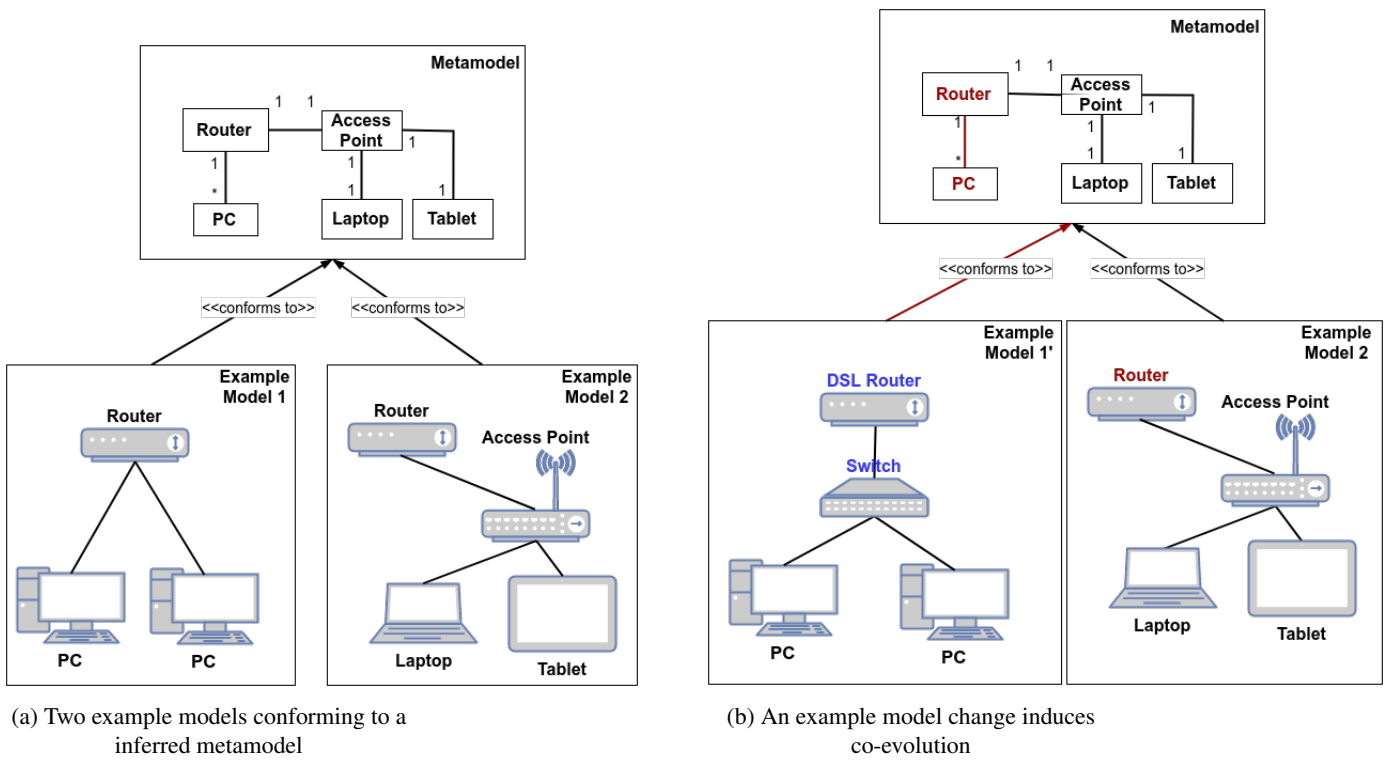 Metamodel
1
1
Router
Access
Point
1
1
1
*
1
1
PC
Laptop
Tablet
<<conforms to>>
<<conforms to>>
Example
Model 1
Router
PC
PC
Example
Model 2
Router
Access Point
Laptop
Tablet
(a) Two example models conforming to a
inferred metamodel
Metamodel
1
1
Router
Access
Point
1
1
1
*
1
1
PC
Laptop
Tablet
<<conforms to>>
<<conforms to>>
Example
Model 1'
DSL Router
Switch
PC
PC
Example
Model 2
Router
Access Point
Laptop
Tablet
(b) An example model change induces
co-evolution